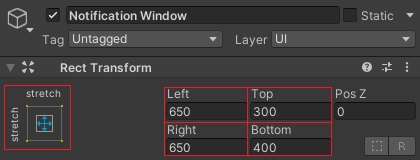 Notification Window
Static
Tag Untagged Layer UI
Rect Transform
stretch
stretch
Left Top Pos Z
650 300 0
Right Bottom
650 400
R